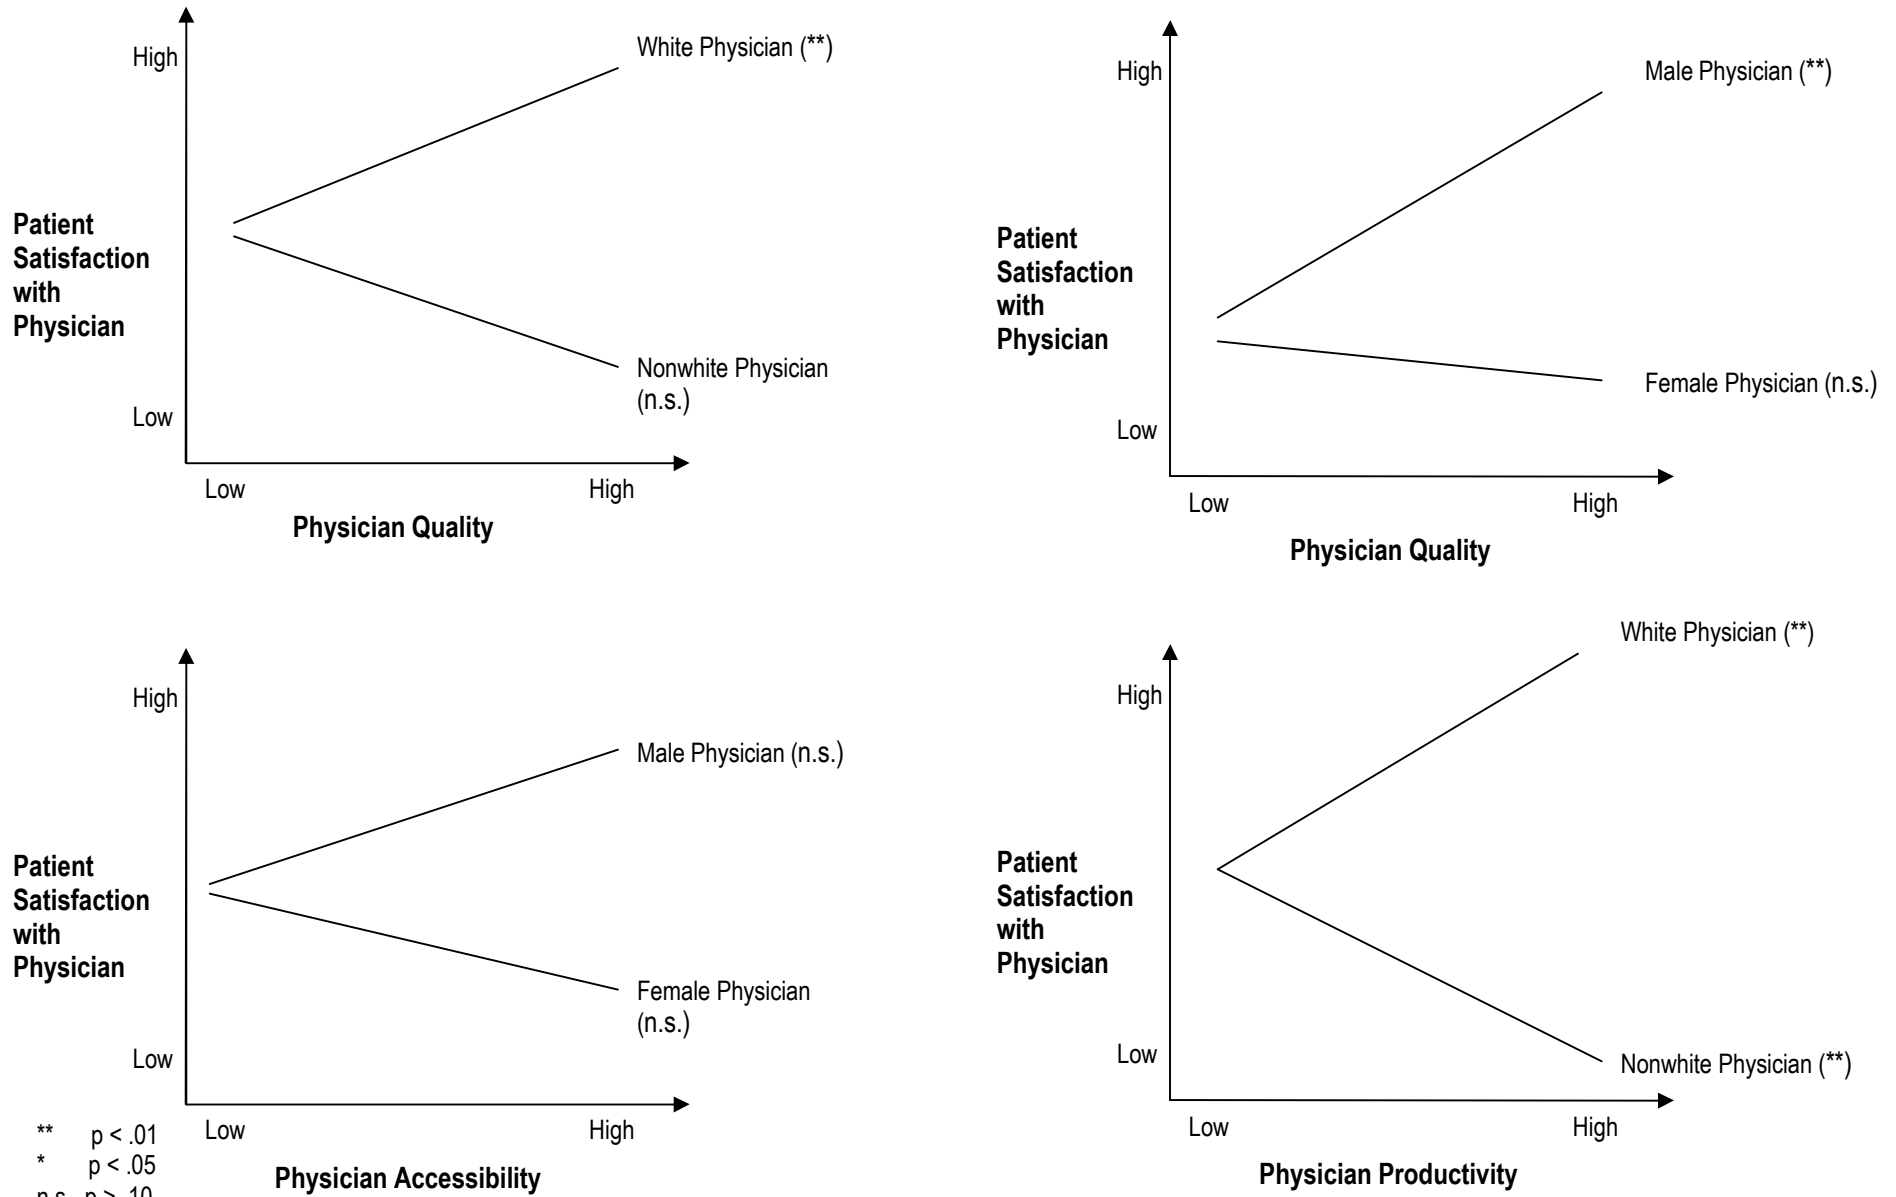 High
White Physician (**)
Patient
Satisfaction
with
Physician
Nonwhite Physician
(n.s.)
Low
Low
High
Physician Quality
High
Male Physician (**)
Patient
Satisfaction
with
Physician
Female Physician (n.s.)
Low
Low
High
Physician Quality
High
Male Physician (n.s.)
Patient
Satisfaction
with
Physician
Female Physician
(n.s.)
Low
Low
High
Physician Accessibility
White Physician (**)
High
Patient
Satisfaction
with
Physician
Low
Nonwhite Physician (**)
Low
High
Physician Productivity
** p < .01
* p < .05
n.s. p > .10